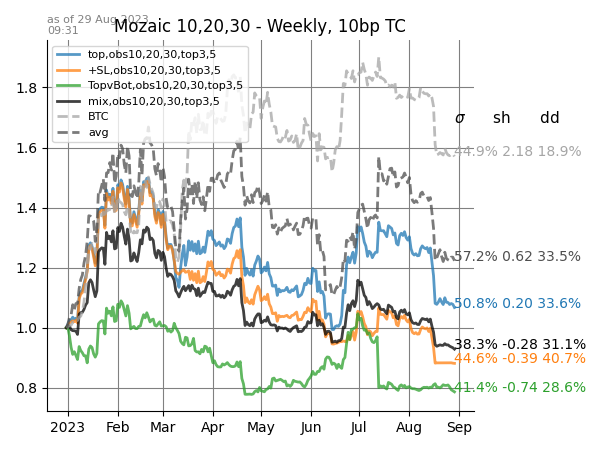 as of 29 Aug 2023
09:31
Mozaic 10,20,30 - Weekly, 10bp TC
top,obs10,20,30,top3,5
+SL,obs10,20,30,top3,5
TopvBot,obs10,20,30,top3,5
mix,obs10,20,30,top3,5
BTC
avg
σ sh dd
44.9% 2.18 18.9%
57.2% 0.62 33.5%
50.8% 0.20 33.6%
38.3% -0.28 31.1%
44.6% -0.39 40.7%
41.4% -0.74 28.6%
1.8
1.6
1.4
1.2
1.0
0.8
2023 Feb Mar Apr May Jun Jul Aug Sep